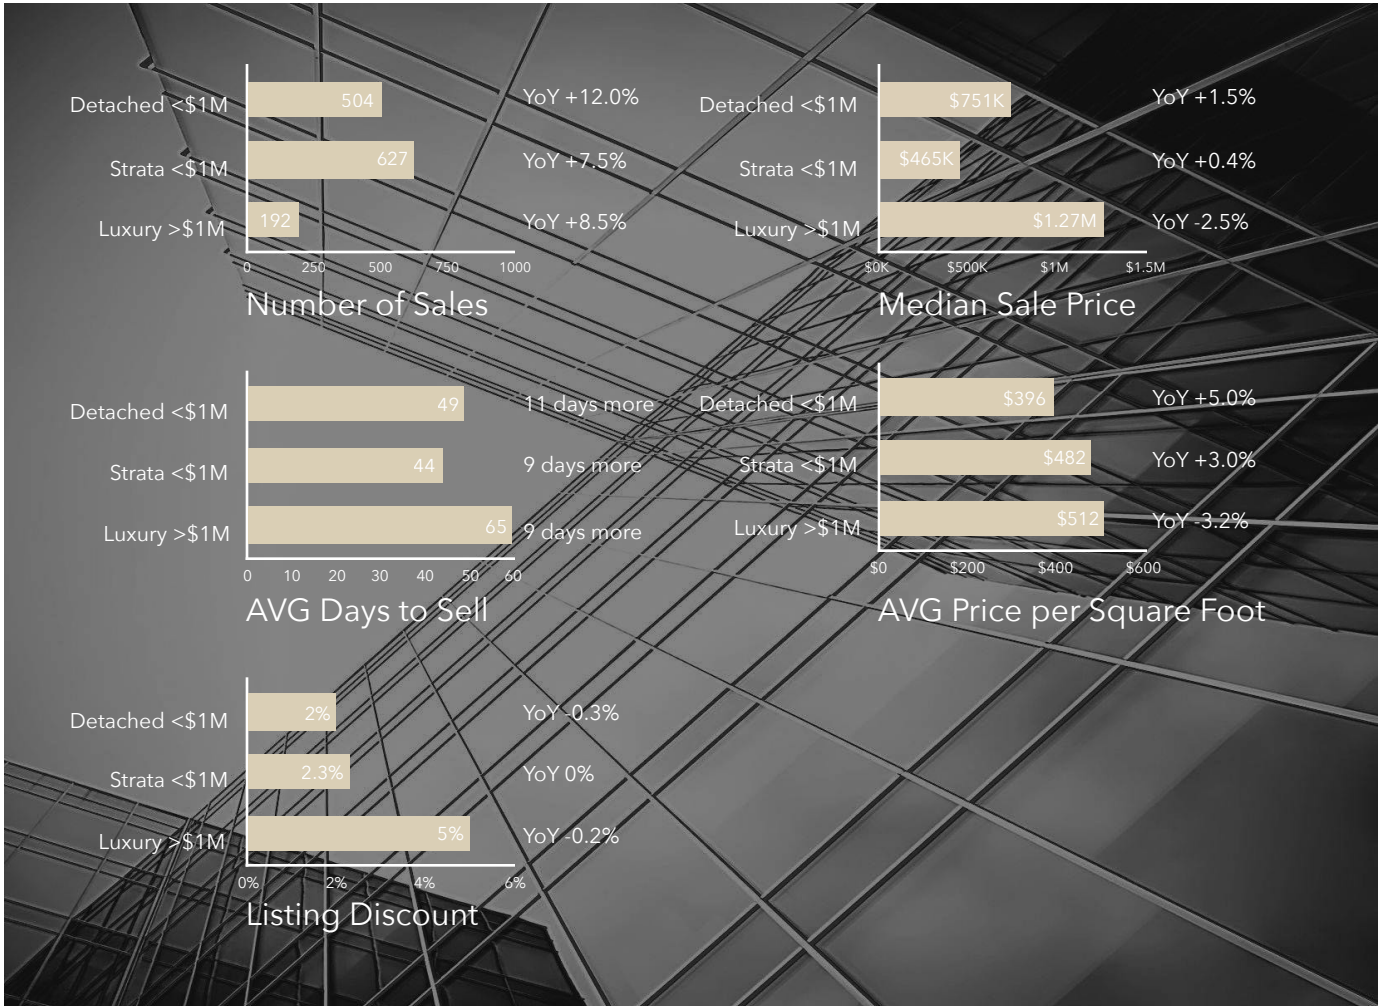 Detached <$1M 504 YoY +12.0%
Strata <$1M 627 YoY +7.5%
Luxury >$1M 192 YoY +8.5%
0 250 500 750 1000
Number of Sales
Detached <$1M $751K YoY +1.5%
Strata <$1M $465K YoY +0.4%
Luxury >$1M $1.27M YoY -2.5%
$0K $500K $1M $1.5M
Median Sale Price
Detached <$1M 49 11 days more
Strata <$1M 44 9 days more
Luxury >$1M 65 9 days more
0 10 20 30 40 50 60
AVG Days to Sell
Detached <$1M $396 YoY +5.0%
Strata <$1M $482 YoY +3.0%
Luxury >$1M $512 YoY -3.2%
$0 $200 $400 $600
AVG Price per Square Foot
Detached <$1M 2% YoY -0.3%
Strata <$1M 2.3% YoY 0%
Luxury >$1M 5% YoY -0.2%
0% 2% 4% 6%
Listing Discount